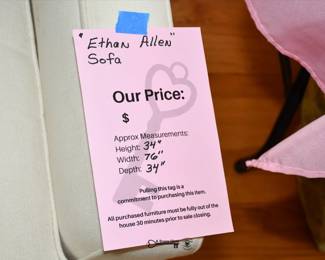 "Ethan Allen"
Sofa
Our Price:
$
Approx Measurements:
Height: 34"
Width: 76"
Depth: 34"
Pulling this tag is a
commitment to purchasing this item.
All purchased furniture must be fully out of the
house 30 minutes prior to sale closing.